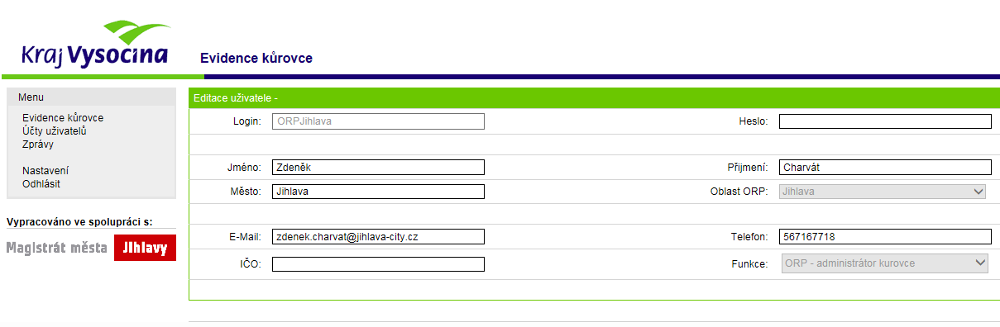 Kraj Vysočina
Evidence kůrovce
Menu
Evidence kůrovce
Účty uživatelů
Zprávy
Nastavení
Odhlásit
Vypracováno ve spolupráci s:
Magistrát města Jihlavy
Editace uživatele -
Login: ORPJihlava Heslo:
Jméno: Zdeněk Přijmení: Charvát
Město: Jihlava Oblast ORP: Jihlava
E-Mail: zdenek.charvat@jihlava-city.cz Telefon: 567167718
IČO: Funkce: ORP - administrátor kurovce